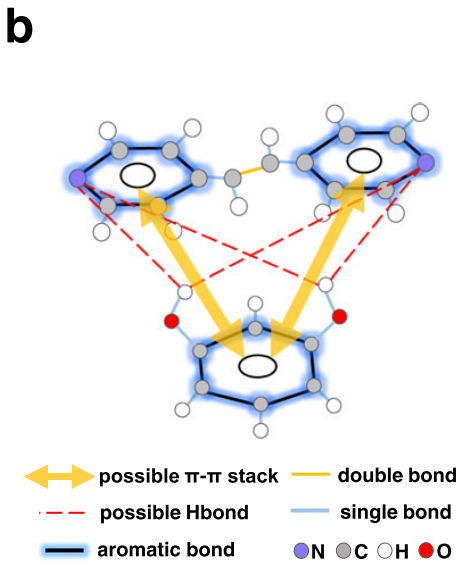 b
possible π-π stack
double bond
possible Hbond
single bond
aromatic bond
N C H O